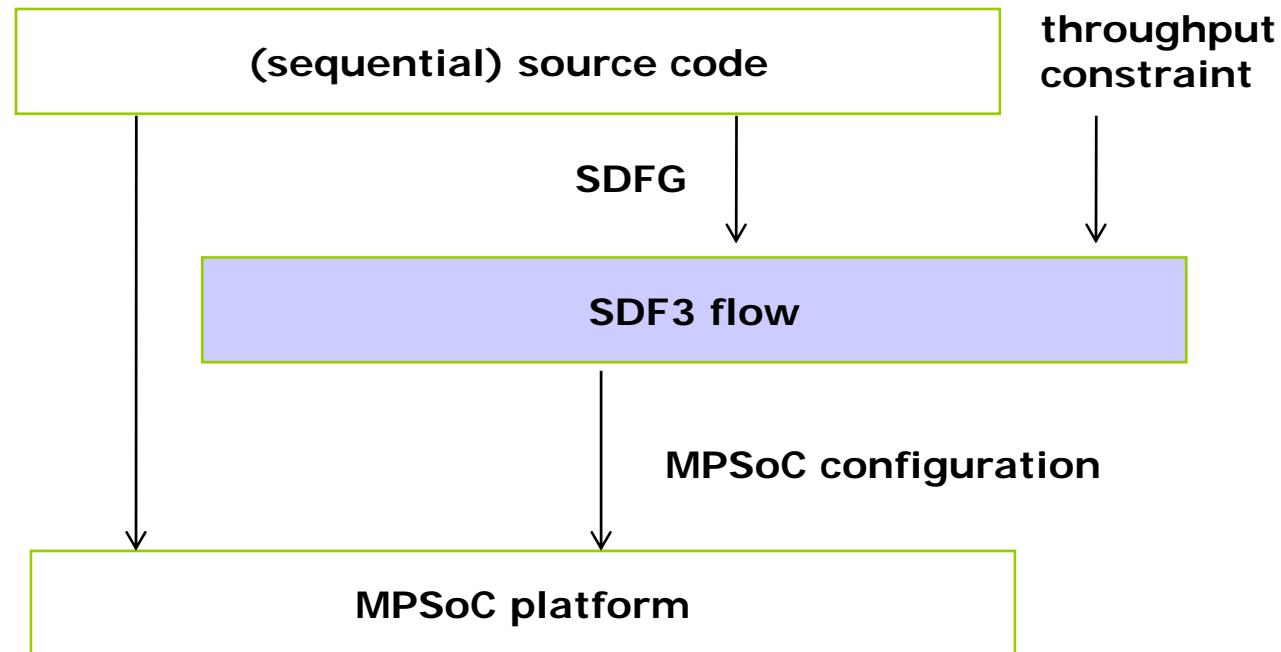 (sequential) source code
throughput
constraint
SDFG
SDF3 flow
MPSoC configuration
MPSoC platform